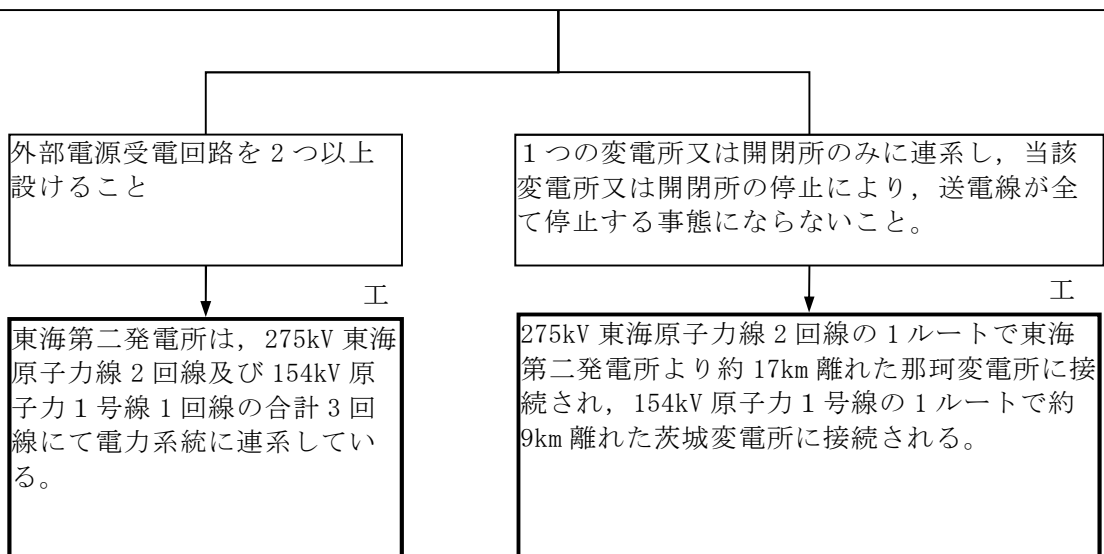 外部電源受電回路を２つ以上
設けること
１つの変電所又は開閉所のみに連系し，当該
変電所又は開閉所の停止により，送電線が全
て停止する事態にならないこと。
工
工
東海第二発電所は，275kV 東海
原子力線２回線及び 154kV 原
子力１号線１回線の合計３回
線にて電力系統に連系してい
る。
275kV 東海原子力線２回線の１ルートで東海
第二発電所より約 17km 離れた那珂変電所に接
続され，154kV 原子力１号線の１ルートで約
9km 離れた茨城変電所に接続される。